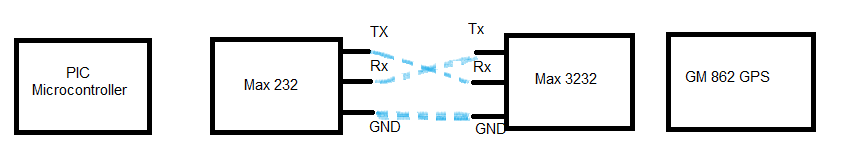 PIC
Microcontroller
Max 232
TX
Rx
GND
Tx
Rx
GND
Max 3232
GM 862 GPS